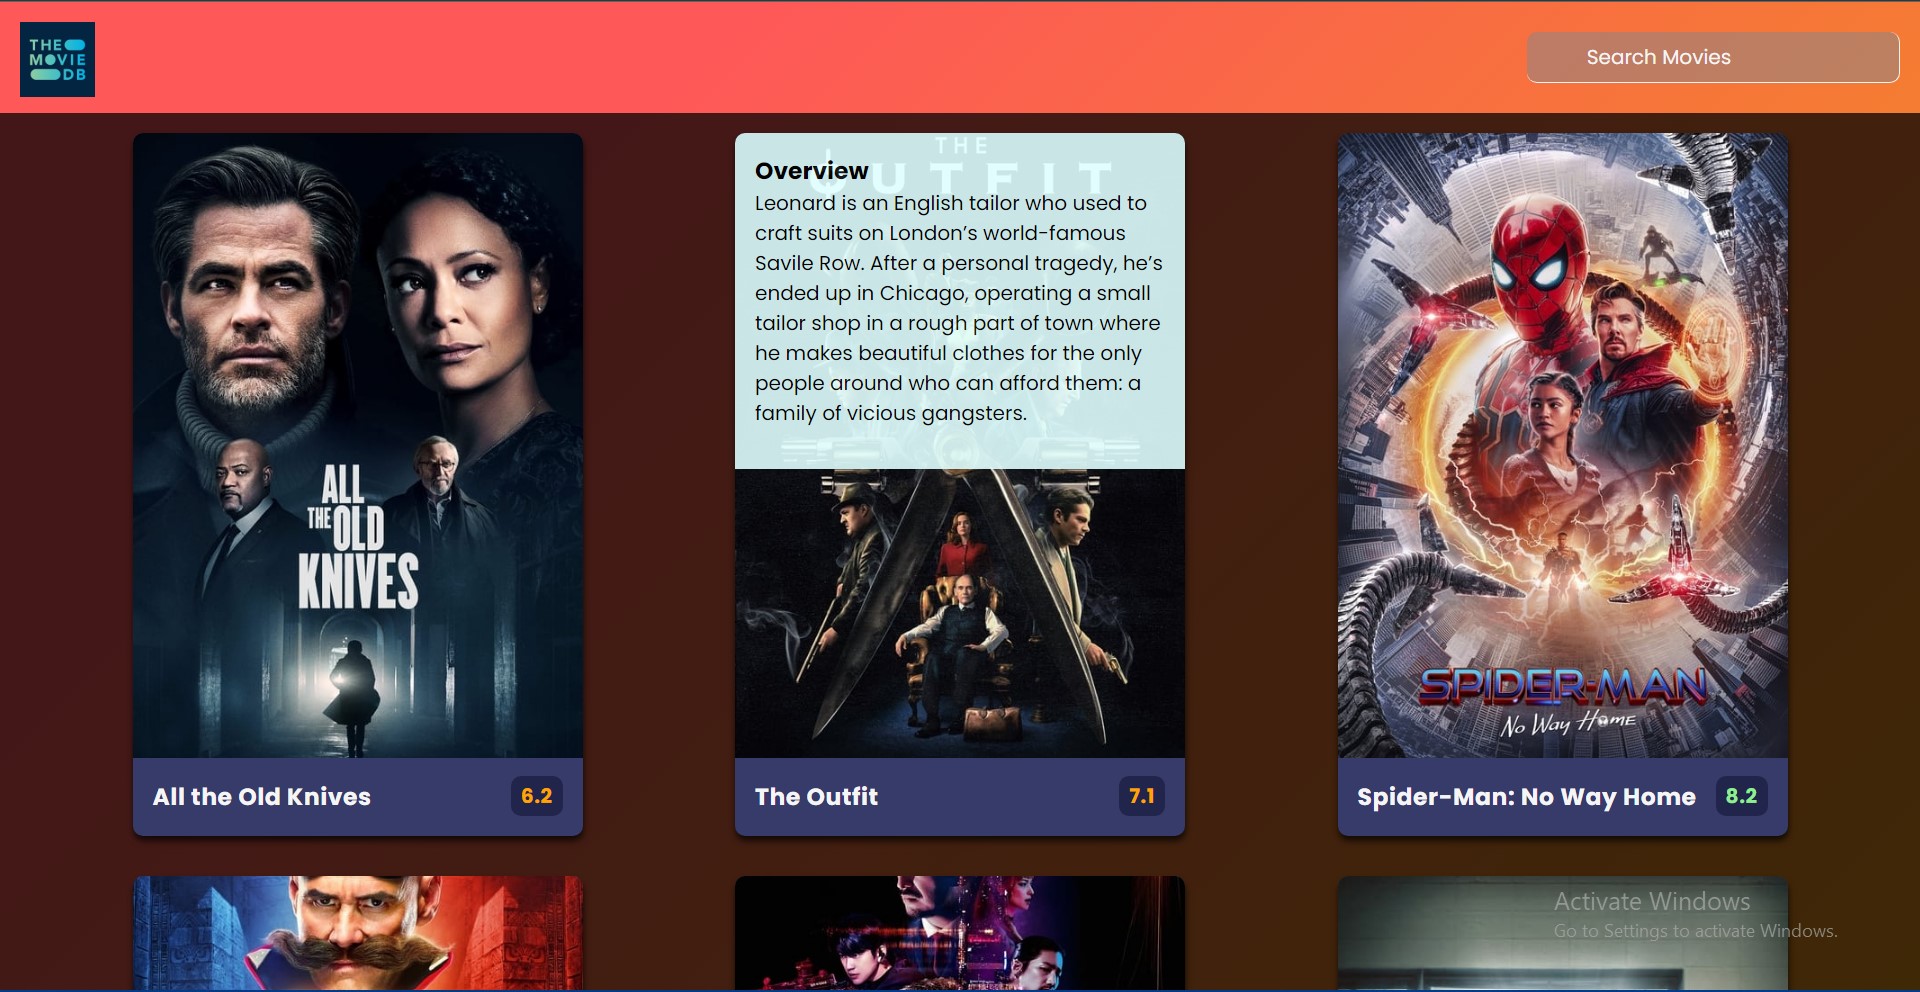 THE
MOVIE
DB
Search Movies
ALL
THE OLD
KNIVES
All the Old Knives
6.2
THE
OUTFIT
Overview
Leonard is an English tailor who used to
craft suits on London’s world-famous
Savile Row. After a personal tragedy, he’s
ended up in Chicago, operating a small
tailor shop in a rough part of town where
he makes beautiful clothes for the only
people around who can afford them: a
family of vicious gangsters.
The Outfit
7.1
SPIDER-MAN
No Way Home
Spider-Man: No Way Home
8.2
Activate Windows
Go to Settings to activate Windows.